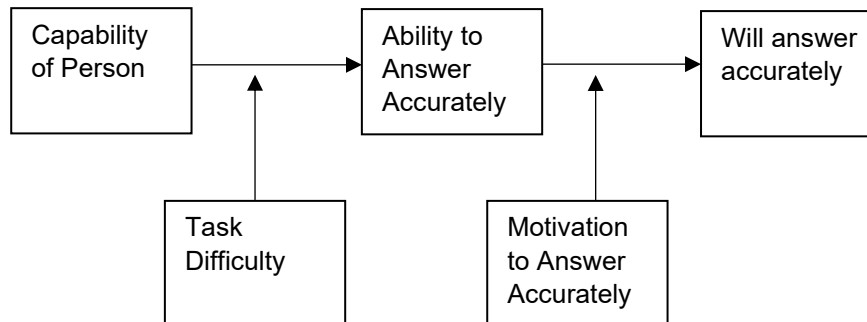 Capability
of Person
Ability to
Answer
Accurately
Will answer
accurately
Task
Difficulty
Motivation
to Answer
Accurately